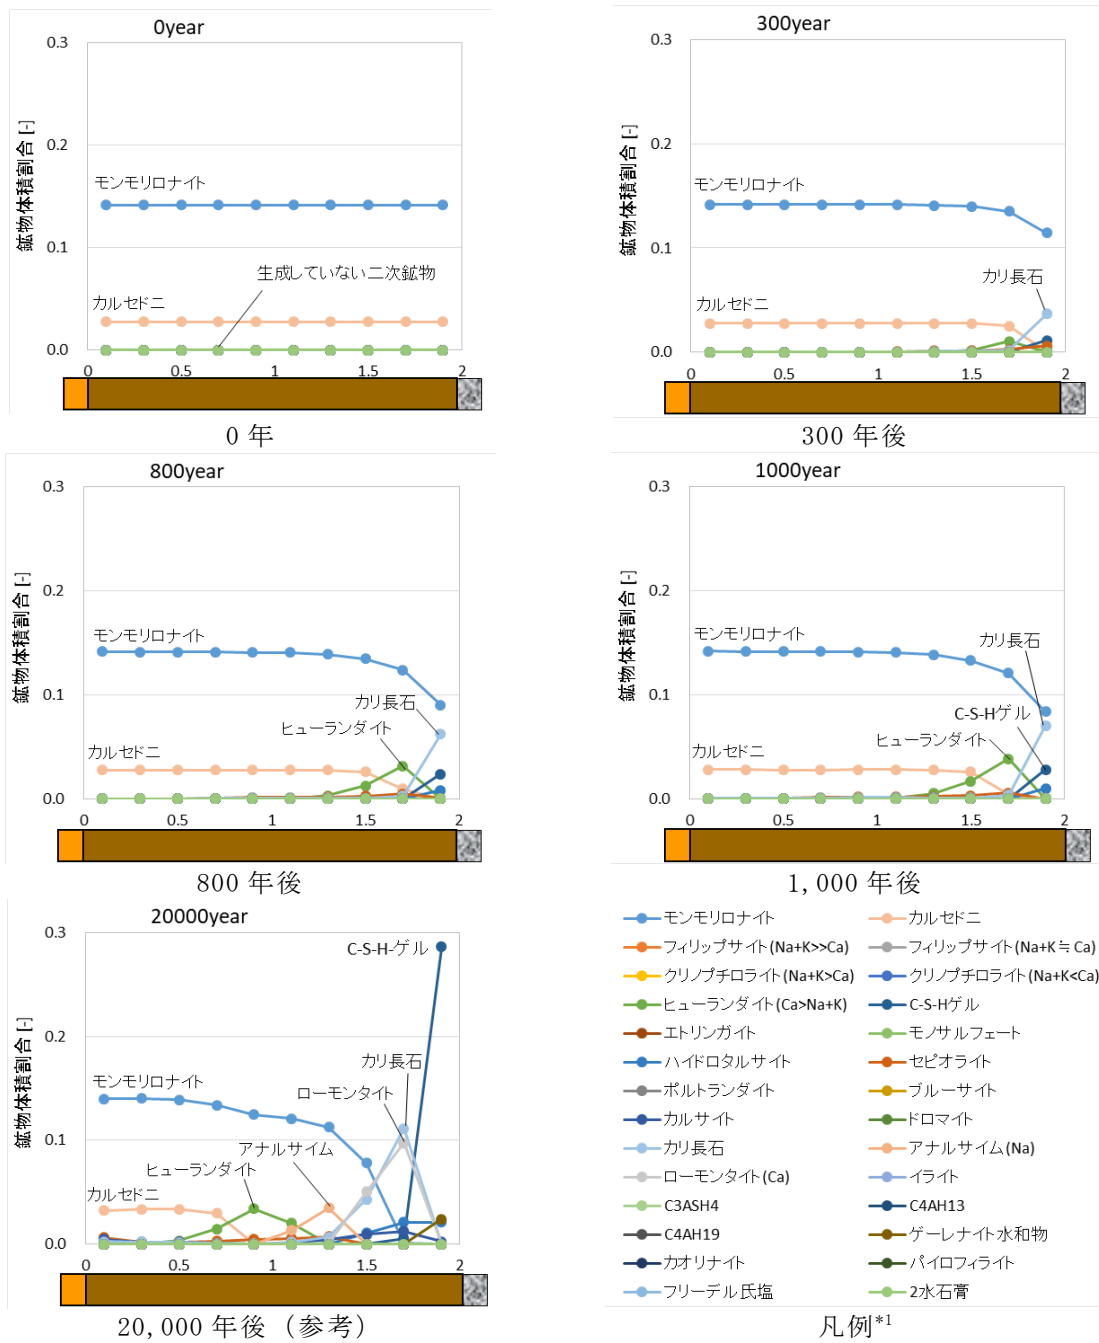 0year
0.3
0.2
0.1
0.0
鉱物体積割合 [-]
モンモリロナイト
生成していない二次鉱物
カルセドニ
0 0.5 1 1.5 2
0 年
300year
0.3
0.2
0.1
0.0
鉱物体積割合 [-]
モンモリロナイト
カリ長石
カルセドニ
0 0.5 1 1.5 2
300 年後
800year
0.3
0.2
0.1
0.0
鉱物体積割合 [-]
モンモリロナイト
カリ長石
ヒューランダイト
カルセドニ
0 0.5 1 1.5 2
800 年後
1000year
0.3
0.2
0.1
0.0
鉱物体積割合 [-]
モンモリロナイト
カリ長石
C-S-Hゲル
ヒューランダイト
カルセドニ
0 0.5 1 1.5 2
1,000 年後
20000year
0.3
0.2
0.1
0.0
鉱物体積割合 [-]
C-S-H-ゲル
カリ長石
モンモリロナイト
ローモンタイト
アナルサイム
ヒューランダイト
カルセドニ
0 0.5 1 1.5 2
20,000 年後（参考）
モンモリロナイト カルセドニ
フィリップサイト(Na+K>>Ca) フィリップサイト(Na+K≒Ca)
クリノプチロライト(Na+K>Ca) クリノプチロライト(Na+K<Ca)
ヒューランダイト(Ca>Na+K) C-S-Hゲル
エトリンガイト モノサルフェート
ハイドロタルサイト セピオライト
ポルトランダイト ブルーサイト
カルサイト ドロマイト
カリ長石 アナルサイム(Na)
ローモンタイト(Ca) イライト
C3ASH4 C4AH13
C4AH19 ゲーレナイト水和物
カオリナイト パイロフィライト
フリーデル氏塩 2水石膏
凡例*1